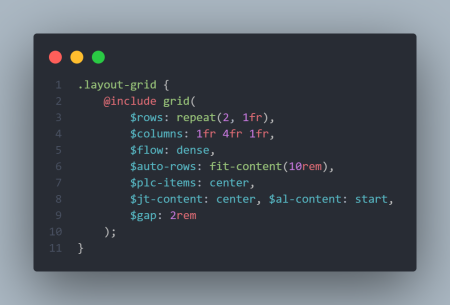 1 .layout-grid {
2 @include grid(
3 $rows: repeat(2, 1fr),
4 $columns: 1fr 4fr 1fr,
5 $flow: dense,
6 $auto-rows: fit-content(10rem),
7 $plc-items: center,
8 $jt-content: center, $al-content: start,
9 $gap: 2rem
10 );
11 }